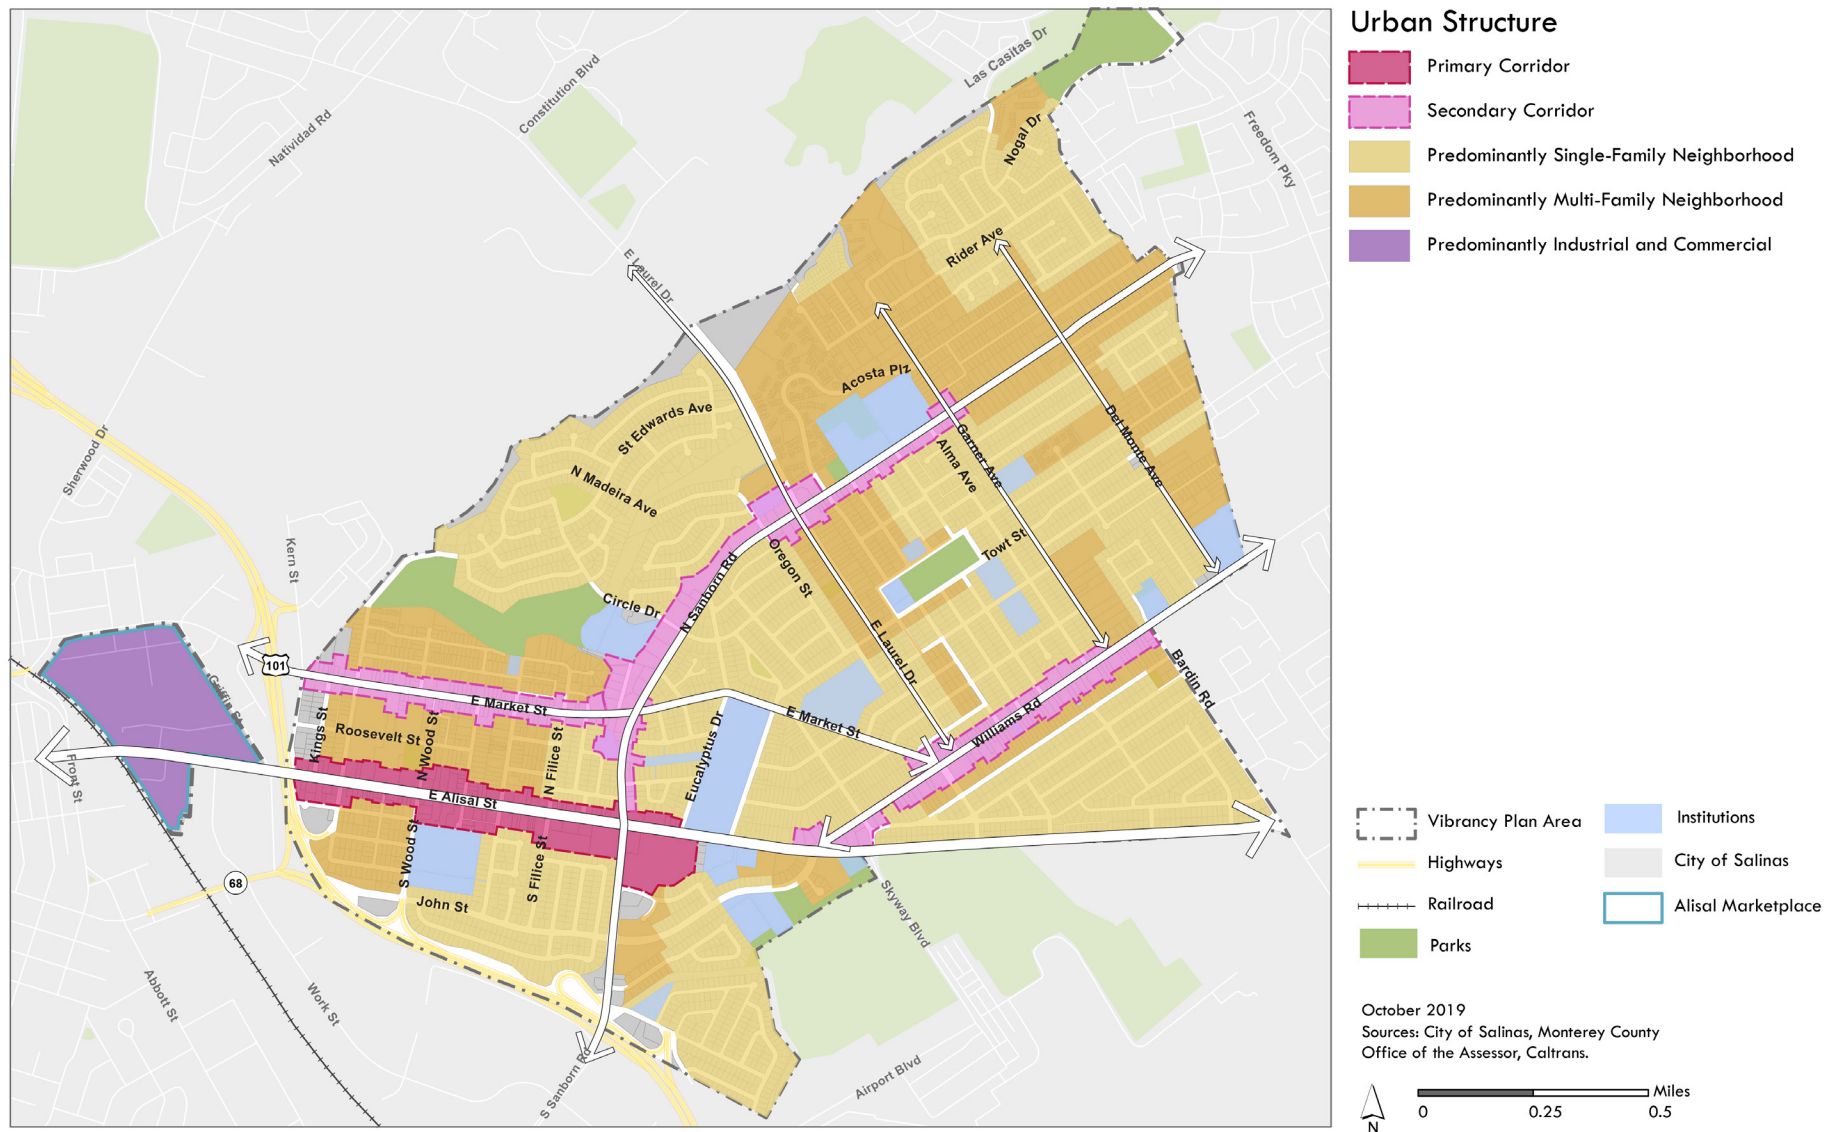 Urban Structure
Primary Corridor
Secondary Corridor
Predominantly Single-Family Neighborhood
Predominantly Multi-Family Neighborhood
Predominantly Industrial and Commercial
Las Casitas Dr
Constitution Blvd
Natividad Rd
Freedom Pky
Nogal Dr
Rider Ave
E Laurel Dr
Acosta Plz
St Edwards Ave
Sherwood Dr
N Madeira Ave
Garner Ave
Alma Ave
Del Monte Ave
Kern St
Oregon St
Towt St
N Sanborn Rd
Circle Dr
E Laurel Dr
101
Griffin St
Bardin Rd
E Market St
E Market St
Williams Rd
Kings St
Roosevelt St
N Wood St
N Filice St
Eucalyptus Dr
Front St
E Alisal St
S Wood St
S Filice St
68
John St
Skyway Blvd
Abbott St
Work St
S Sanborn Rd
Airport Blvd
Vibrancy Plan Area
Highways
Railroad
Parks
Institutions
City of Salinas
Alisal Marketplace
October 2019
Sources: City of Salinas, Monterey County
Office of the Assessor, Caltrans.
N
Miles
0 0.25 0.5